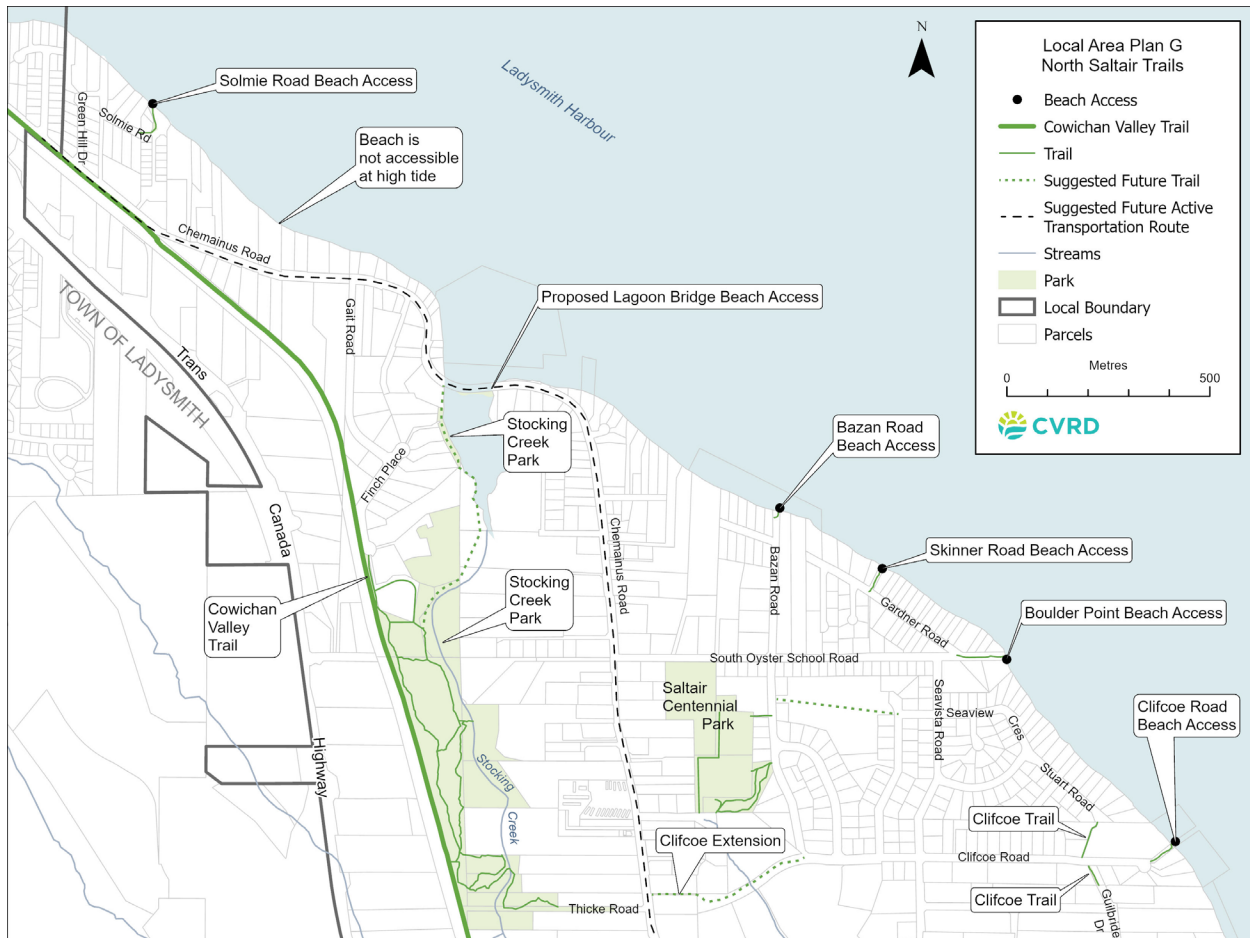 Solmie Road Beach Access
Green Hill Dr
Solmie Rd
Beach is
not accessible
at high tide
Ladysmith Harbour
N
Local Area Plan G
North Saltair Trails
Beach Access
Cowichan Valley Trail
Trail
Suggested Future Trail
Suggested Future Active
Transportation Route
Streams
Park
Local Boundary
Parcels
Metres
0
500
CVRD
Chemainus Road
TOWN OF LADYSMITH
Trans
Canada
Highway
Gait Road
Proposed Lagoon Bridge Beach Access
Stocking
Creek
Park
Finch Place
Bazan Road
Beach Access
Chemainus Road
Bazan Road
Skinner Road Beach Access
Gardner Road
Stocking
Creek
Park
Cowichan
Valley
Trail
Boulder Point Beach Access
South Oyster School Road
Saltair
Centennial
Park
Seavista Road
Seaview
Cres
Clifcoe Road
Beach Access
Stuart Road
Stocking
Creek
Clifcoe Trail
Clifcoe Extension
Clifcoe Road
Clifcoe Trail
Thicke Road
Guilbride
Dr